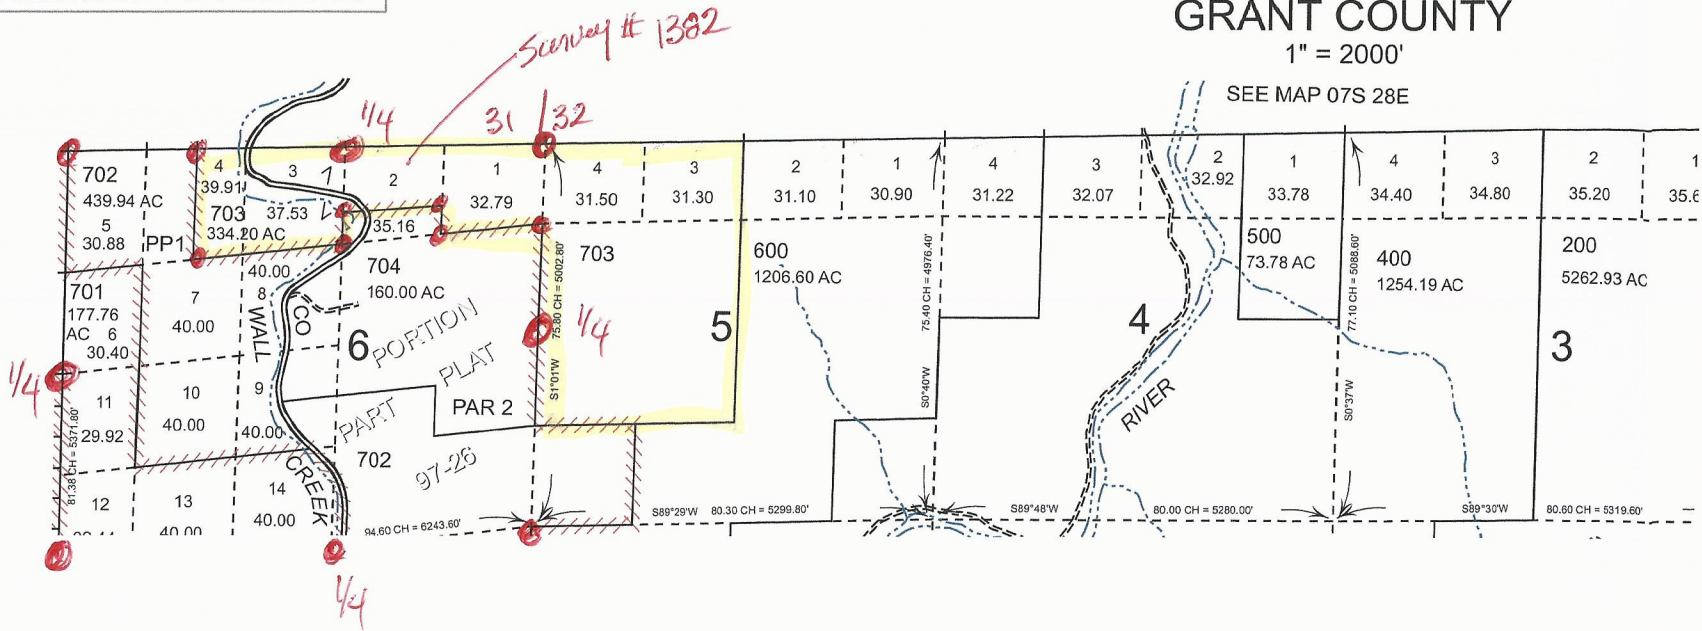 GRANT COUNTY
1" = 2000'
SEE MAP 07S 28E
Survey # 1382
1/4
31
32
702
439.94 AC
5
30.88
PP1
4
39.91
703
334.20 AC
3
37.53
2
35.16
1
32.79
4
31.50
3
31.30
2
31.10
1
30.90
4
31.22
3
32.07
2
32.92
1
33.78
4
34.40
3
34.80
2
35.20
1
701
177.76
AC
6
30.40
7
40.00
40.00
8
WALL
CO
704
160.00 AC
6
PORTION
PLAT
PART
97-26
PAR 2
703
75.80 CH = 5002.80'
S1°01'W
1/4
5
600
1206.60 AC
75.40 CH = 4976.40'
S0°40'W
4
RIVER
500
73.78 AC
400
1254.19 AC
77.10 CH = 5088.60'
S0°37'W
200
5262.93 AC
3
1/4
11
29.92
81.38 CH = 5371.80'
10
40.00
9
40.00
702
CREEK
12
13
40.00
14
40.00
94.60 CH = 6243.60'
S89°29'W
80.30 CH = 5299.80'
S89°48'W
80.00 CH = 5280.00'
S89°30'W
80.60 CH = 5319.60'
1/4